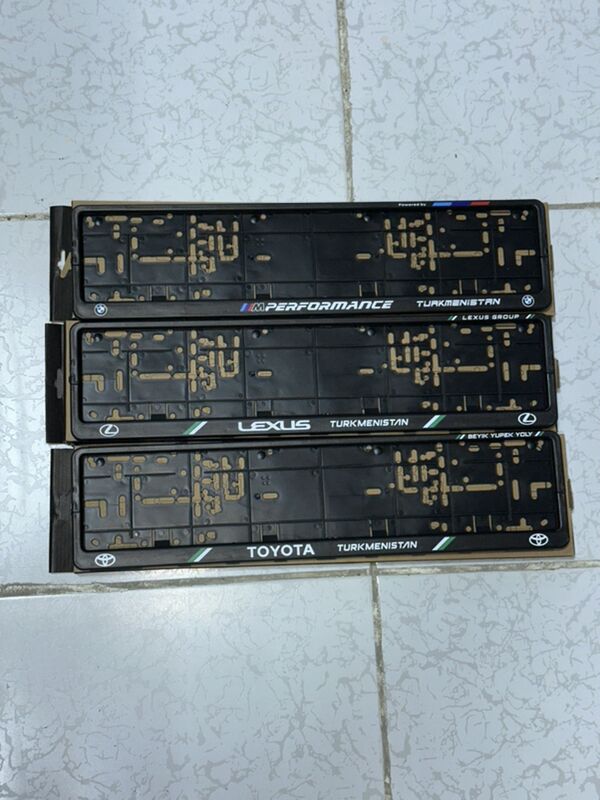 Powered by
MPERFORMANCE TURKMENISTAN
LEXUS GROUP
LEXUS TURKMENISTAN
BEYIK YUPEK YOLY
TOYOTA TURKMENISTAN